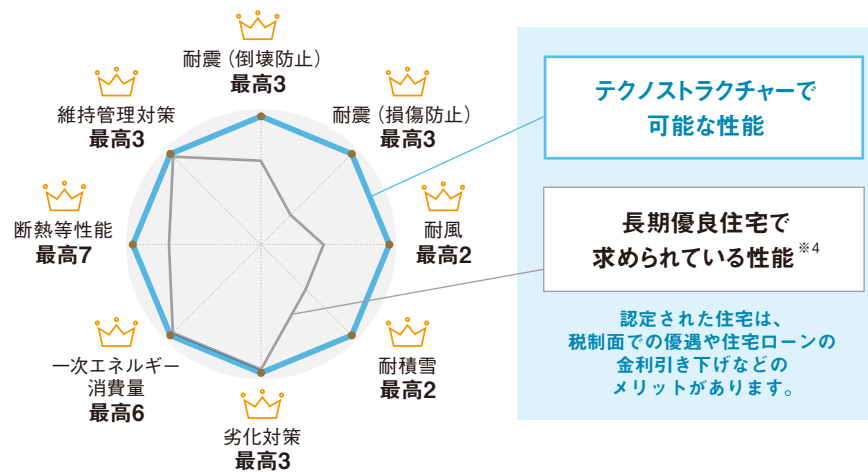 耐震（倒壊防止）
最高3
耐震（損傷防止）
最高3
耐風
最高2
耐積雪
最高2
劣化対策
最高3
一次エネルギー
消費量
最高6
断熱等性能
最高7
維持管理対策
最高3
テクノストラクチャーで
可能な性能
長期優良住宅で
求められている性能※4
認定された住宅は、
税制面での優遇や住宅ローンの
金利引き下げなどの
メリットがあります。